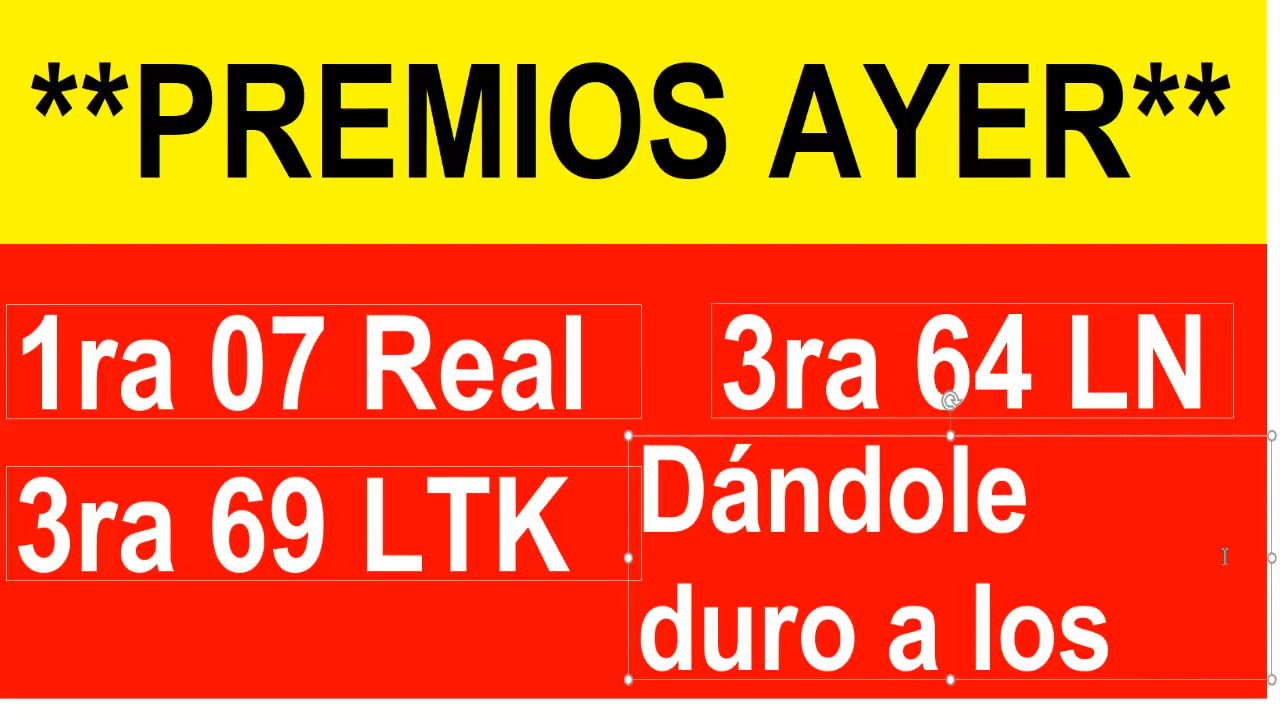 **PREMIOS AYER**
1ra 07 Real
3ra 64 LN
3ra 69 LTK
Dándole
duro a los